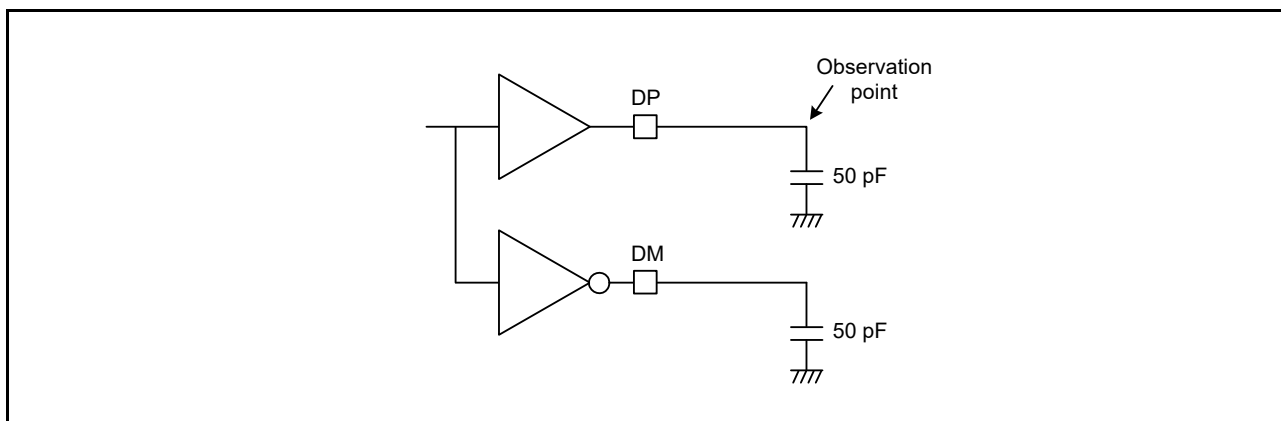 Observation
point
DP
50 pF
DM
50 pF